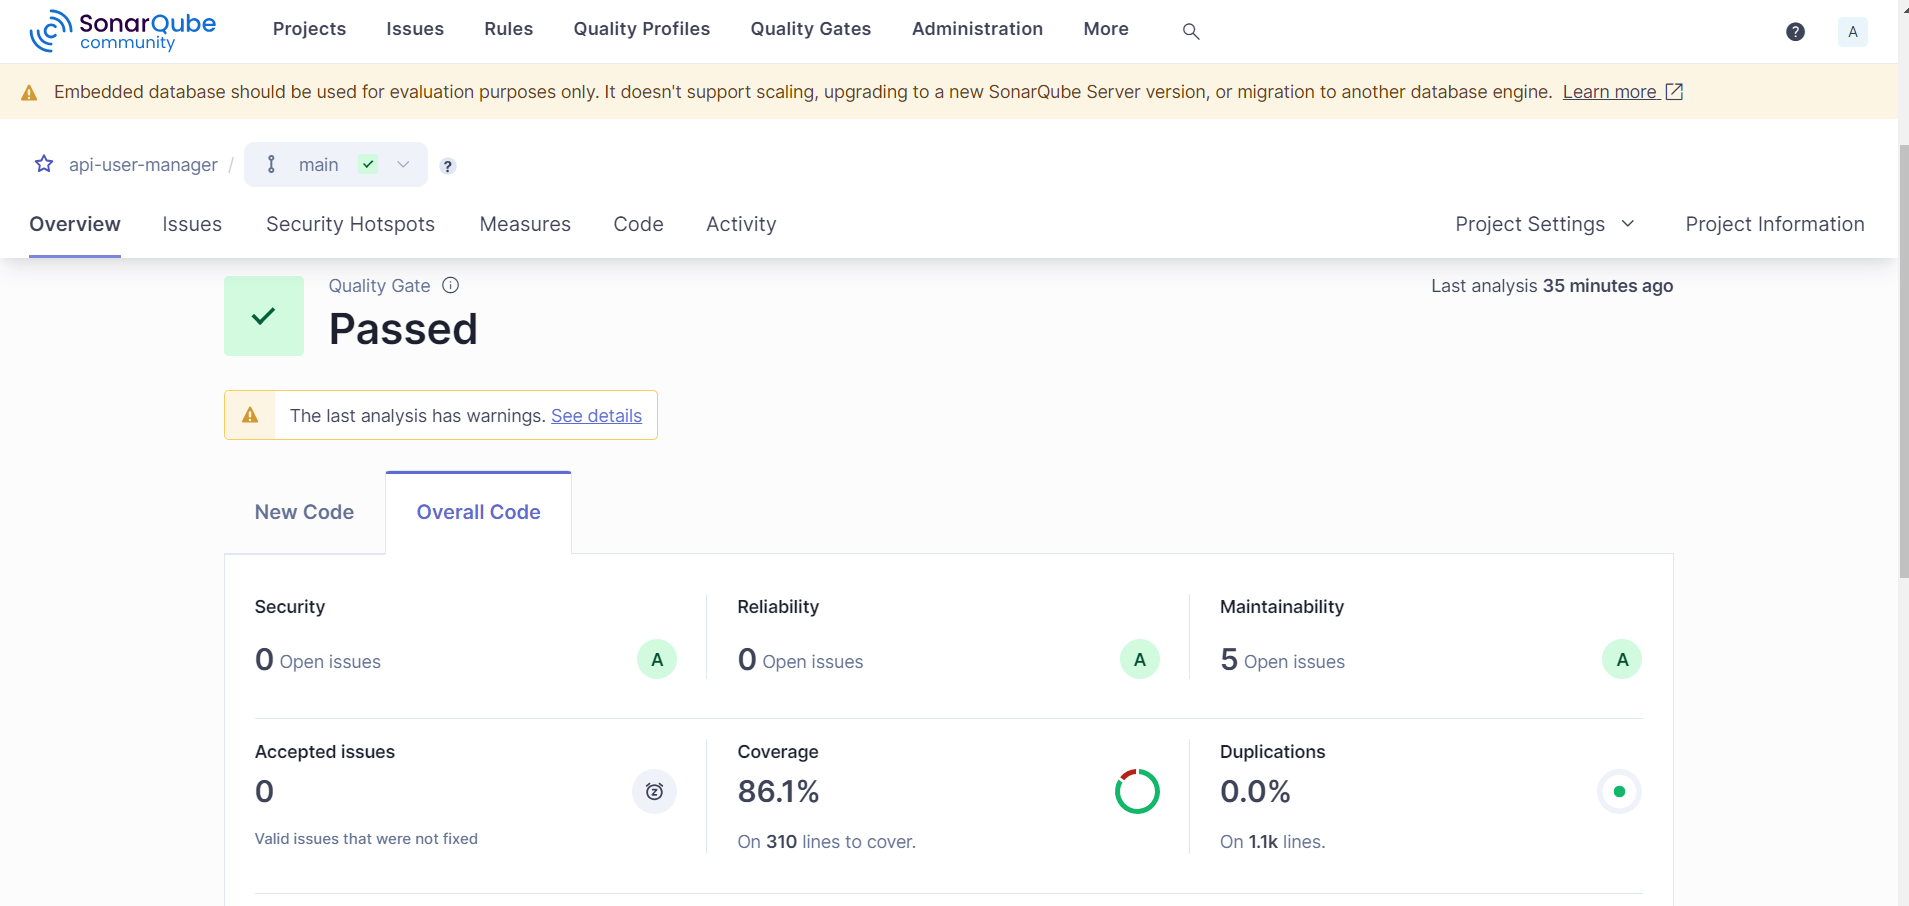 SonarQube
community
Projects Issues Rules Quality Profiles Quality Gates Administration More ? A
Embedded database should be used for evaluation purposes only. It doesn't support scaling, upgrading to a new SonarQube Server version, or migration to another database engine. Learn more
api-user-manager / main ?
Overview Issues Security Hotspots Measures Code Activity Project Settings Project Information
Quality Gate
Passed
Last analysis 35 minutes ago
The last analysis has warnings. See details
New Code Overall Code
Security
0 Open issues A
Reliability
0 Open issues A
Maintainability
5 Open issues A
Accepted issues
0
Valid issues that were not fixed
Coverage
86.1%
On 310 lines to cover.
Duplications
0.0%
On 1.1k lines.